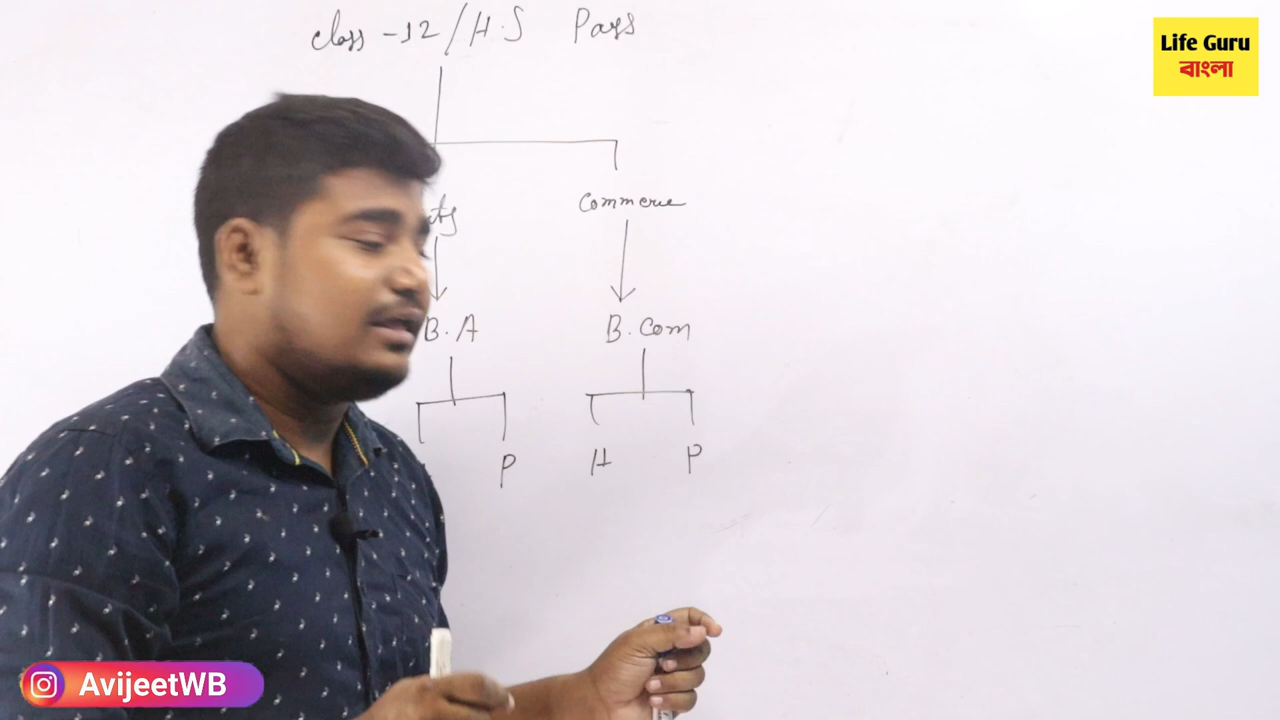 class -12/H.S Pass
Life Guru
বাংলা
Commerce
B.A
B.Com
P
H
P
AvijeetWB